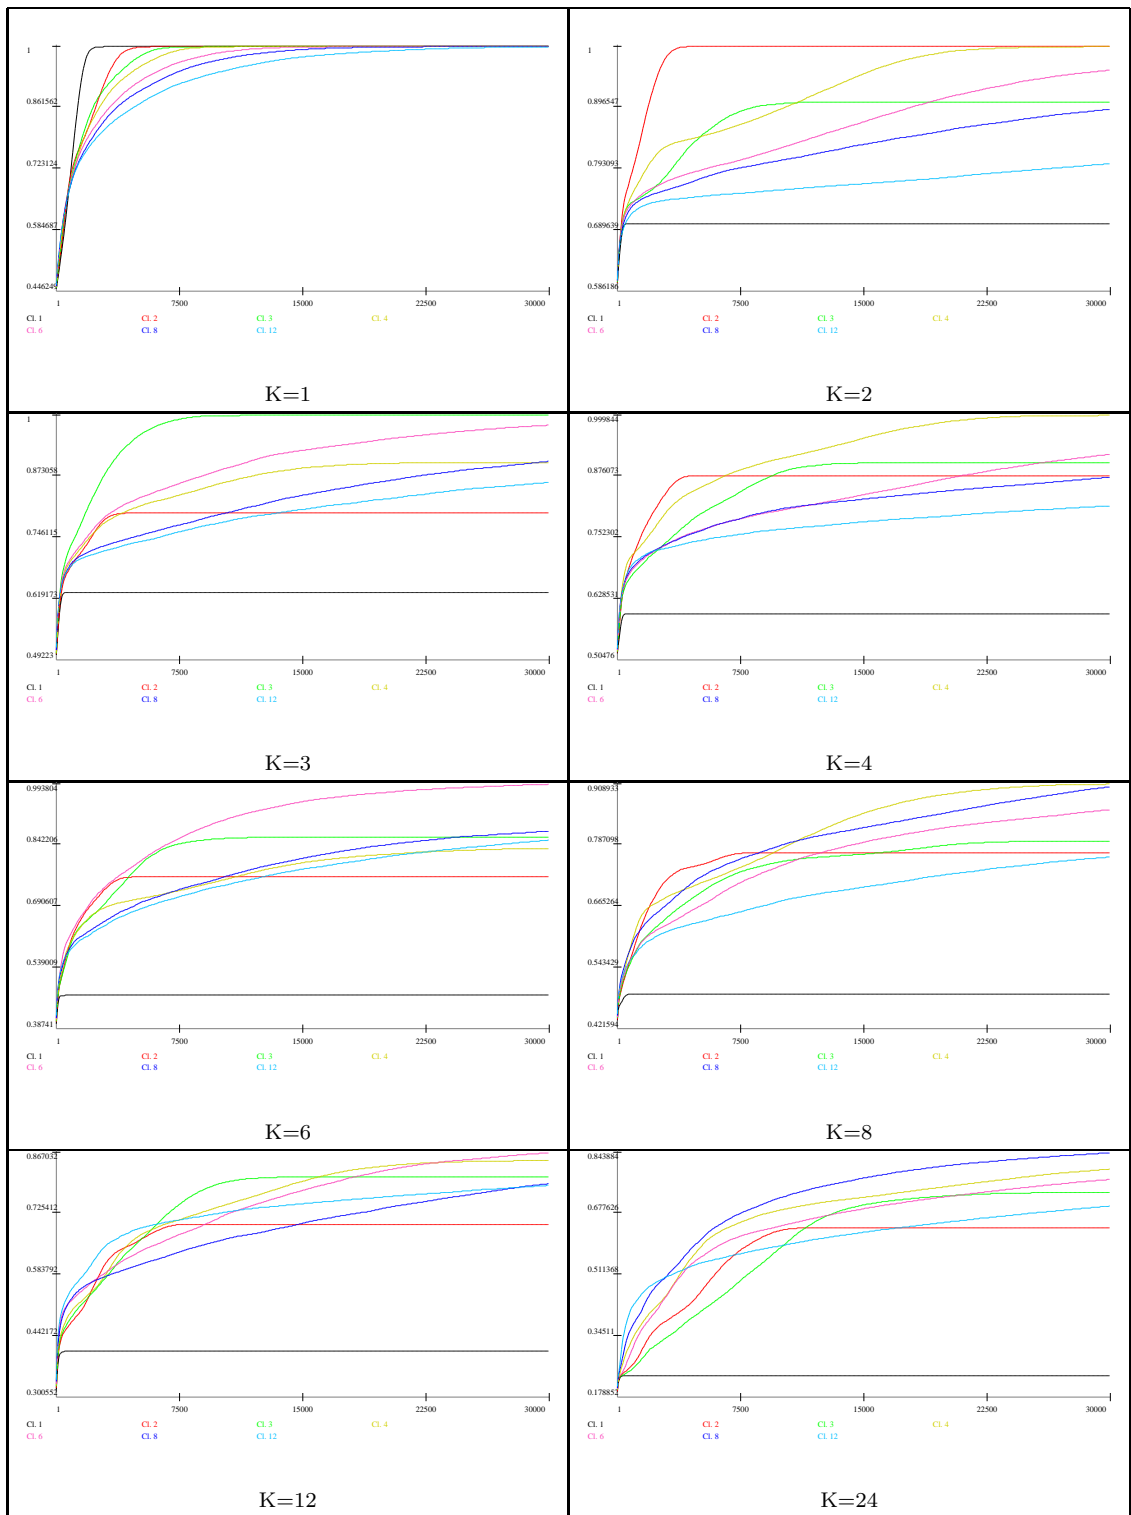 1
0.861562
0.723124
0.584687
0.446249
1 7500 15000 22500 30000
Cl. 1 Cl. 2 Cl. 3 Cl. 4
Cl. 6 Cl. 8 Cl. 12
K=1
1
0.896547
0.793093
0.689639
0.586186
1 7500 15000 22500 30000
Cl. 1 Cl. 2 Cl. 3 Cl. 4
Cl. 6 Cl. 8 Cl. 12
K=2
1
0.873058
0.746115
0.619173
0.49223
1 7500 15000 22500 30000
Cl. 1 Cl. 2 Cl. 3 Cl. 4
Cl. 6 Cl. 8 Cl. 12
K=3
0.999844
0.876073
0.752302
0.628531
0.50476
1 7500 15000 22500 30000
Cl. 1 Cl. 2 Cl. 3 Cl. 4
Cl. 6 Cl. 8 Cl. 12
K=4
0.993804
0.842206
0.690607
0.539009
0.38741
1 7500 15000 22500 30000
Cl. 1 Cl. 2 Cl. 3 Cl. 4
Cl. 6 Cl. 8 Cl. 12
K=6
0.908933
0.787098
0.665264
0.543429
0.421594
1 7500 15000 22500 30000
Cl. 1 Cl. 2 Cl. 3 Cl. 4
Cl. 6 Cl. 8 Cl. 12
K=8
0.867032
0.725412
0.583792
0.442172
0.300552
1 7500 15000 22500 30000
Cl. 1 Cl. 2 Cl. 3 Cl. 4
Cl. 6 Cl. 8 Cl. 12
K=12
0.843884
0.677626
0.511368
0.34511
0.178852
1 7500 15000 22500 30000
Cl. 1 Cl. 2 Cl. 3 Cl. 4
Cl. 6 Cl. 8 Cl. 12
K=24